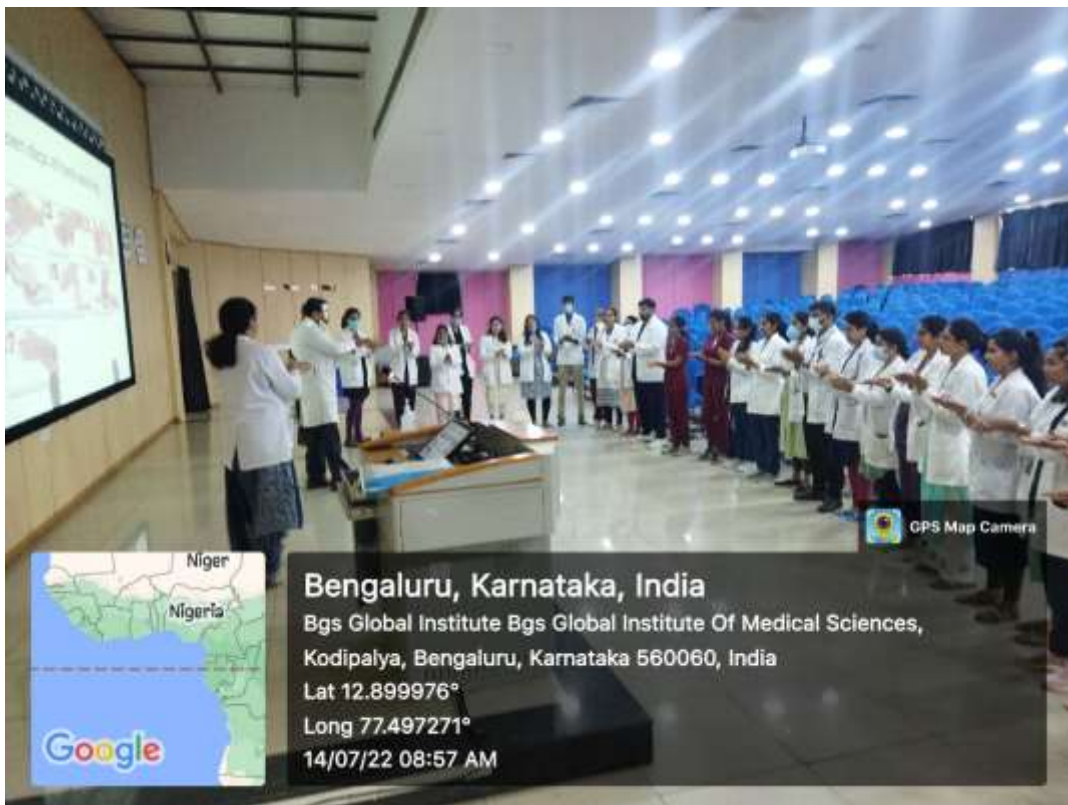 GPS Map Camera
Niger
Nigeria
Google
Bengaluru, Karnataka, India
Bgs Global Institute Bgs Global Institute Of Medical Sciences,
Kodipalya, Bengaluru, Karnataka 560060, India
Lat 12.899976°
Long 77.497271°
14/07/22 08:57 AM